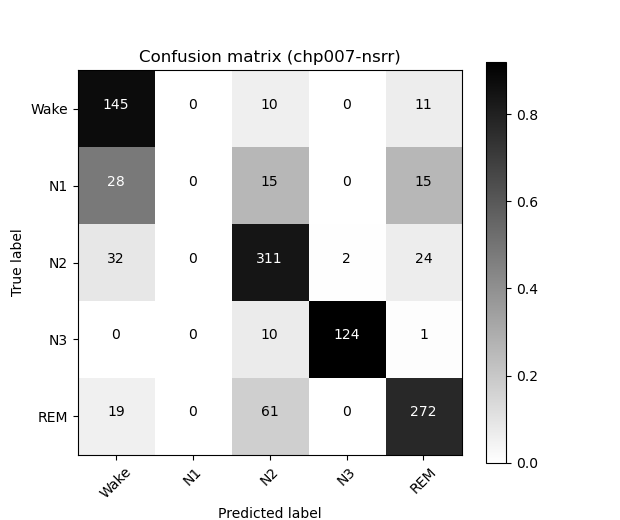 Confusion matrix (chp007-nsrr)
True label
Wake 145 0 10 0 11
N1 28 0 15 0 15
N2 32 0 311 2 24
N3 0 0 10 124 1
REM 19 0 61 0 272
Wake N1 N2 N3 REM
Predicted label
0.8
0.6
0.4
0.2
0.0